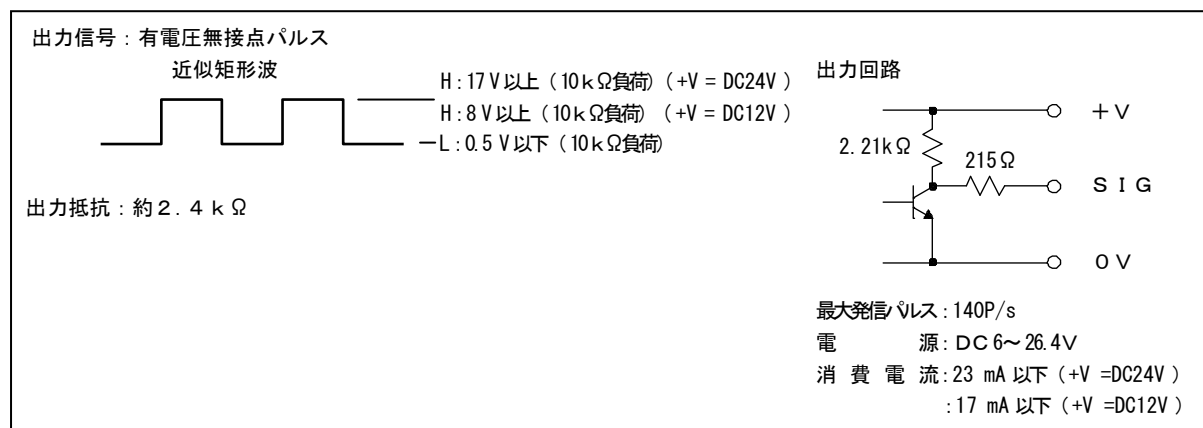 出力信号：有電圧無接点パルス
近似矩形波
H：17V以上（10kΩ負荷）（+V = DC24V）
H：8V以上（10kΩ負荷）（+V = DC12V）
L：0.5V以下（10kΩ負荷）
出力抵抗：約２．４ｋΩ
出力回路
＋Ｖ
2.21kΩ
215Ω
ＳＩＧ
０Ｖ
最大発信パルス：140P/s
電　　　源：ＤＣ6～26.4Ｖ
消 費 電 流：23 mA 以下（+V =DC24V）
：17 mA 以下（+V =DC12V）